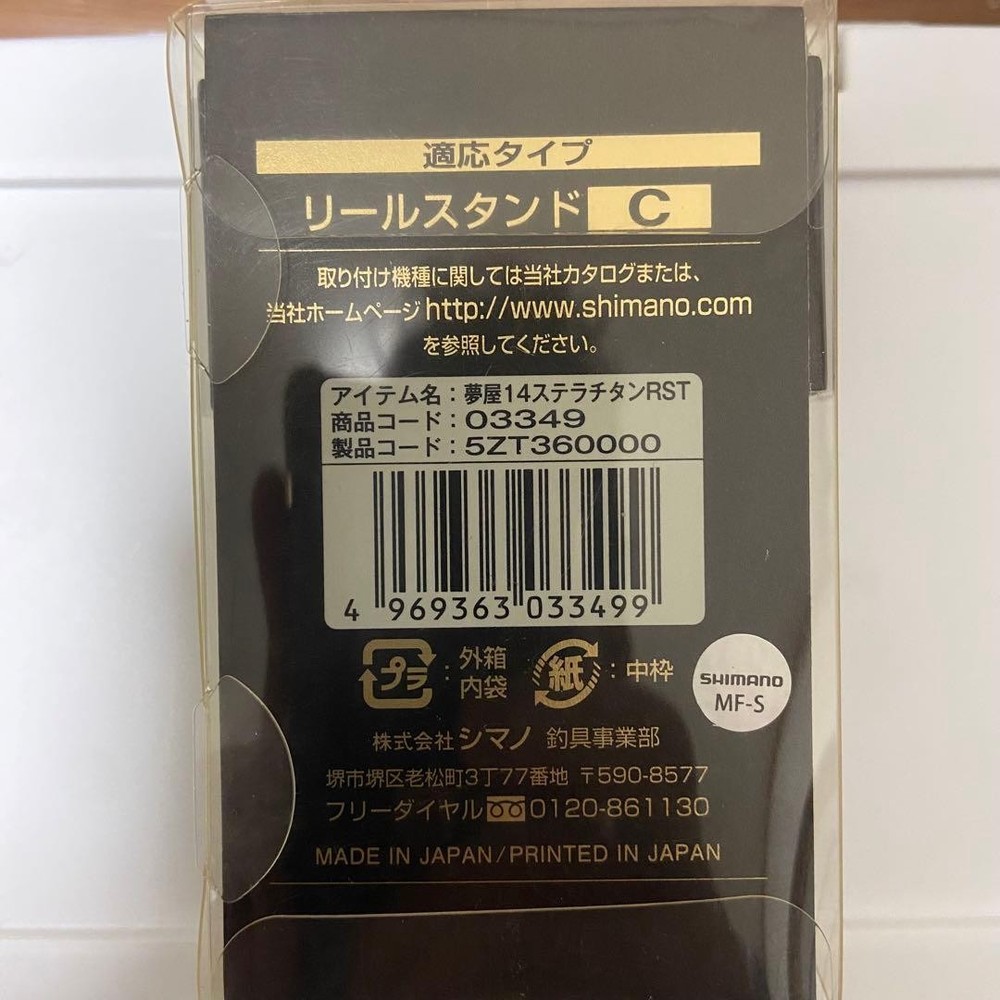 適応タイプ
リールスタンド C
取り付け機種に関しては当社カタログまたは、
当社ホームページ http://www.shimano.com
を参照してください。
アイテム名:夢屋14ステラチタンRST
商品コード:03349
製品コード:5ZT360000
4 969363 033499
プラ:外箱
内袋
紙:中枠
SHIMANO
MF-S
株式会社シマノ 釣具事業部
堺市堺区老松町3丁77番地 〒590-8577
フリーダイヤル 0120-861130
MADE IN JAPAN/PRINTED IN JAPAN